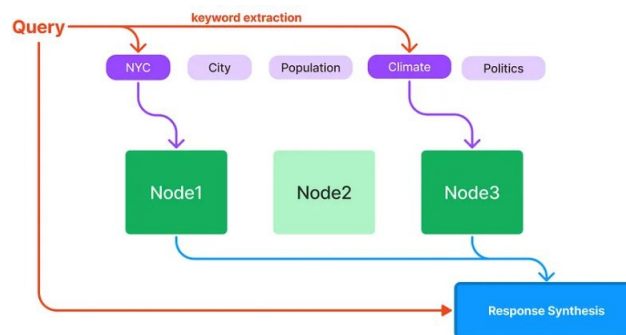 Query
keyword extraction
NYC
City
Population
Climate
Politics
Node1
Node2
Node3
Response Synthesis